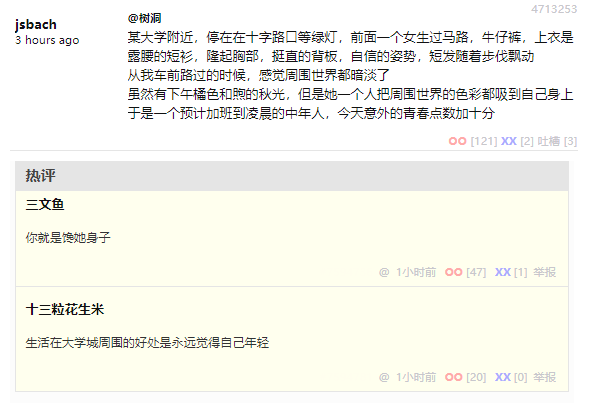 4713253
jsbach
3 hours ago
@树洞
某大学附近，停在在十字路口等绿灯，前面一个女生过马路，牛仔裤，上衣是
露腰的短衫，隆起胸部，挺直的背板，自信的姿势，短发随着步伐飘动
从我车前路过的时候，感觉周围世界都暗淡了
虽然有下午橘色和煦的秋光，但是她一个人把周围世界的色彩都吸到自己身上
于是一个预计加班到凌晨的中年人，今天意外的青春点数加十分
OO [121] XX [2] 吐槽 [3]
热评
三文鱼
你就是馋她身子
@ 1小时前 OO [47] XX [1] 举报
十三粒花生米
生活在大学城周围的好处是永远觉得自己年轻
@ 1小时前 OO [20] XX [0] 举报